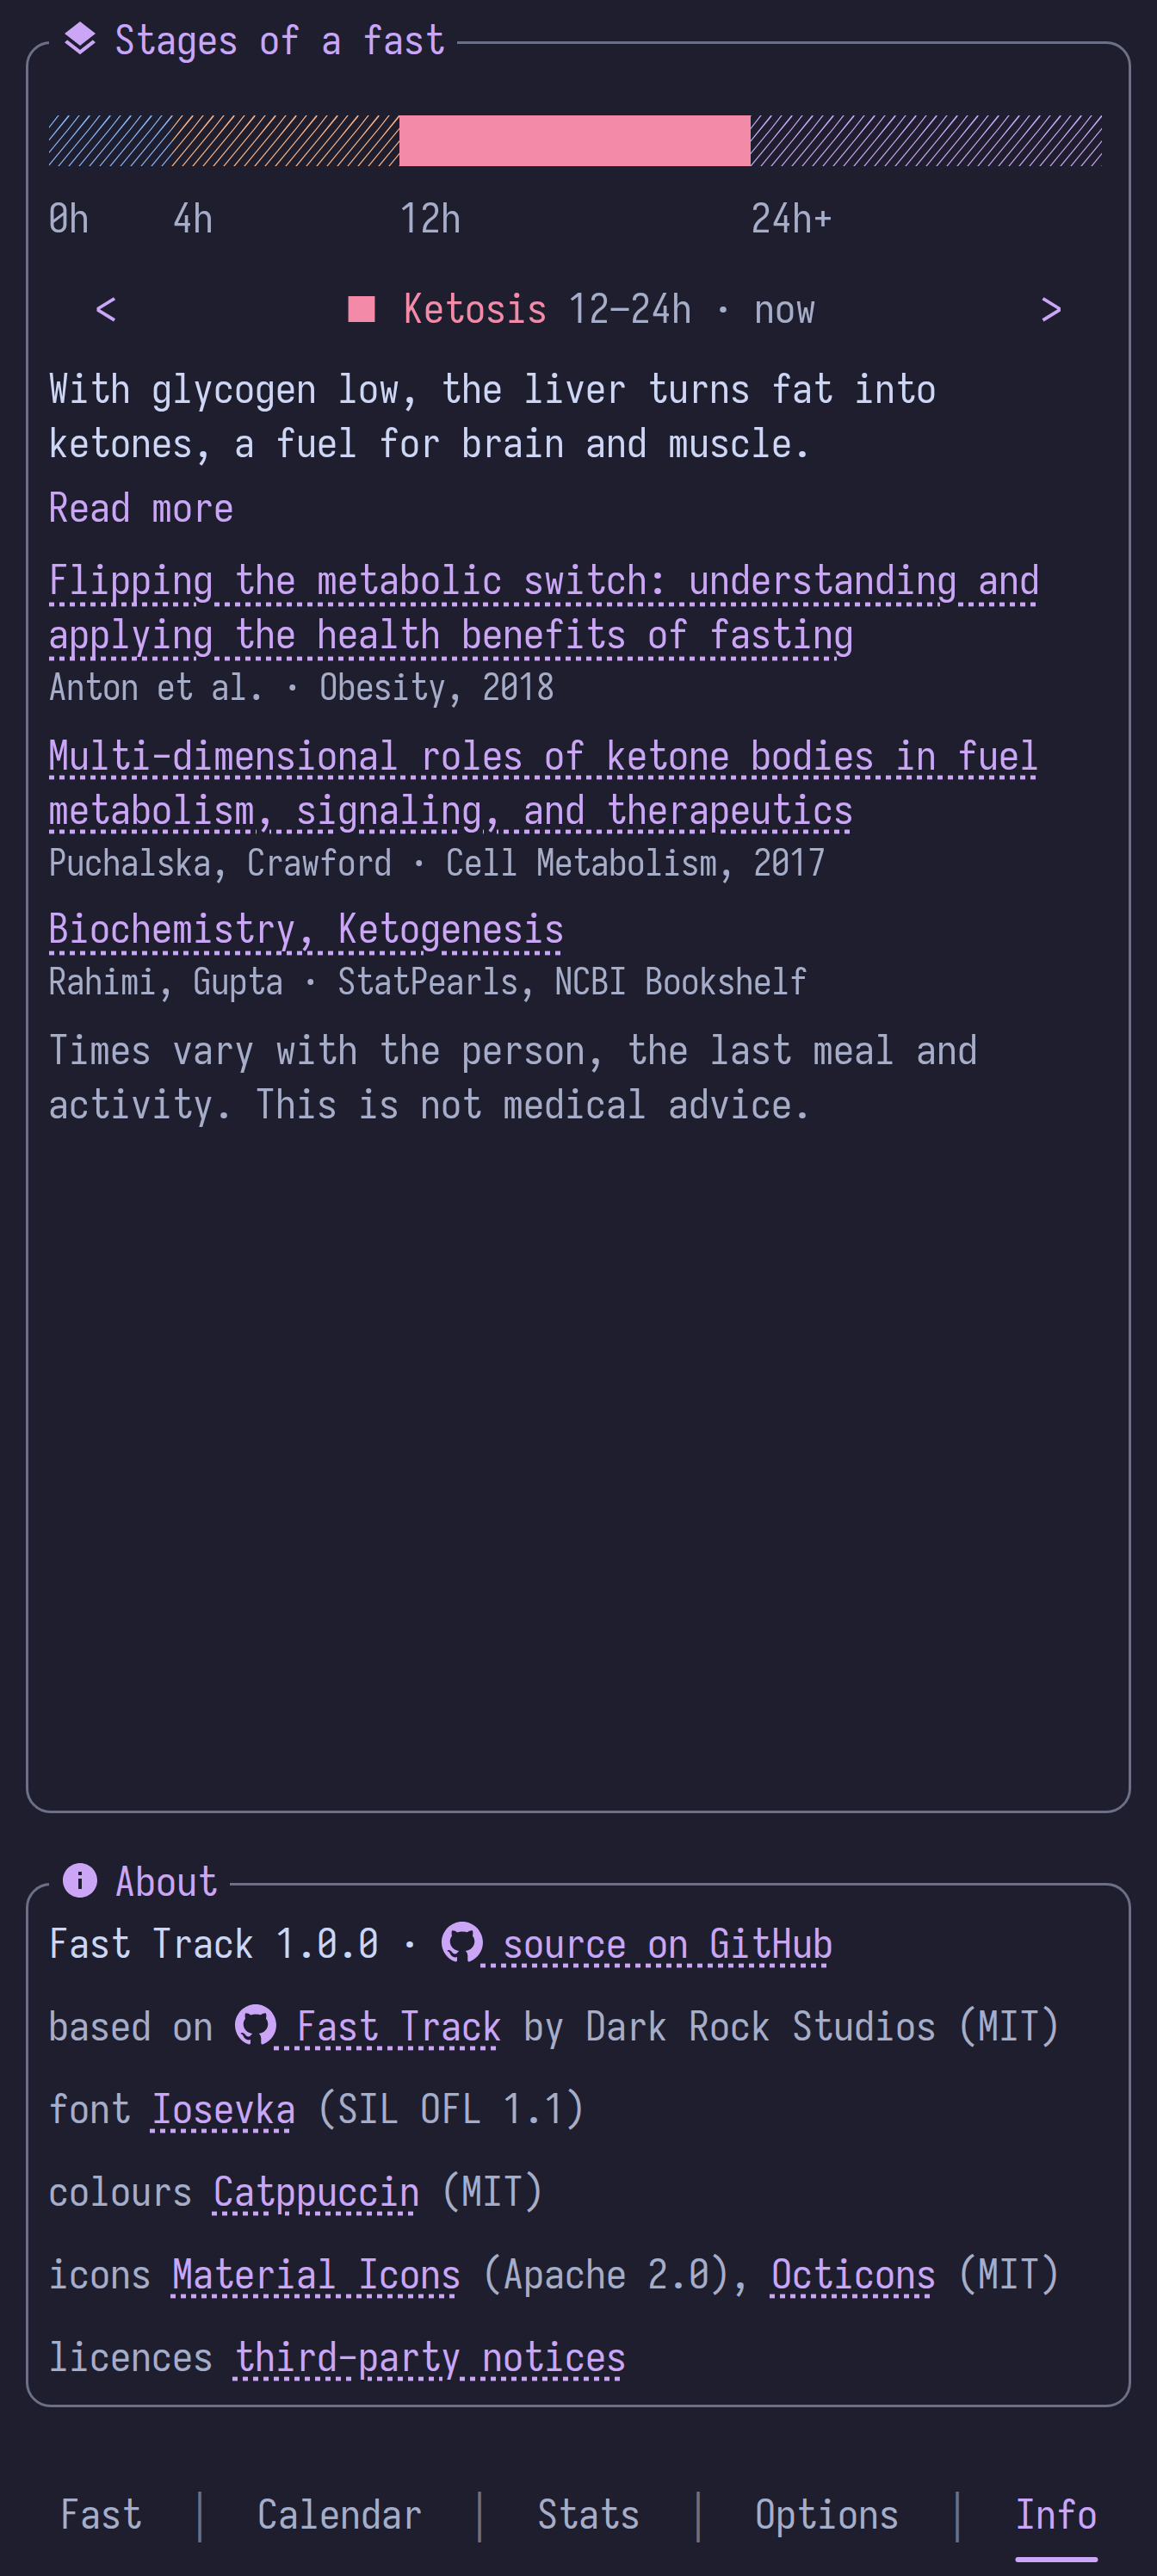 Stages of a fast
0h 4h 12h 24h+
< Ketosis 12–24h · now >
With glycogen low, the liver turns fat into
ketones, a fuel for brain and muscle.
Read more
Flipping the metabolic switch: understanding and
applying the health benefits of fasting
Anton et al. · Obesity, 2018
Multi-dimensional roles of ketone bodies in fuel
metabolism, signaling, and therapeutics
Puchalska, Crawford · Cell Metabolism, 2017
Biochemistry, Ketogenesis
Rahimi, Gupta · StatPearls, NCBI Bookshelf
Times vary with the person, the last meal and
activity. This is not medical advice.
About
Fast Track 1.0.0 · source on GitHub
based on Fast Track by Dark Rock Studios (MIT)
font Iosevka (SIL OFL 1.1)
colours Catppuccin (MIT)
icons Material Icons (Apache 2.0), Octicons (MIT)
licences third-party notices
Fast | Calendar | Stats | Options | Info